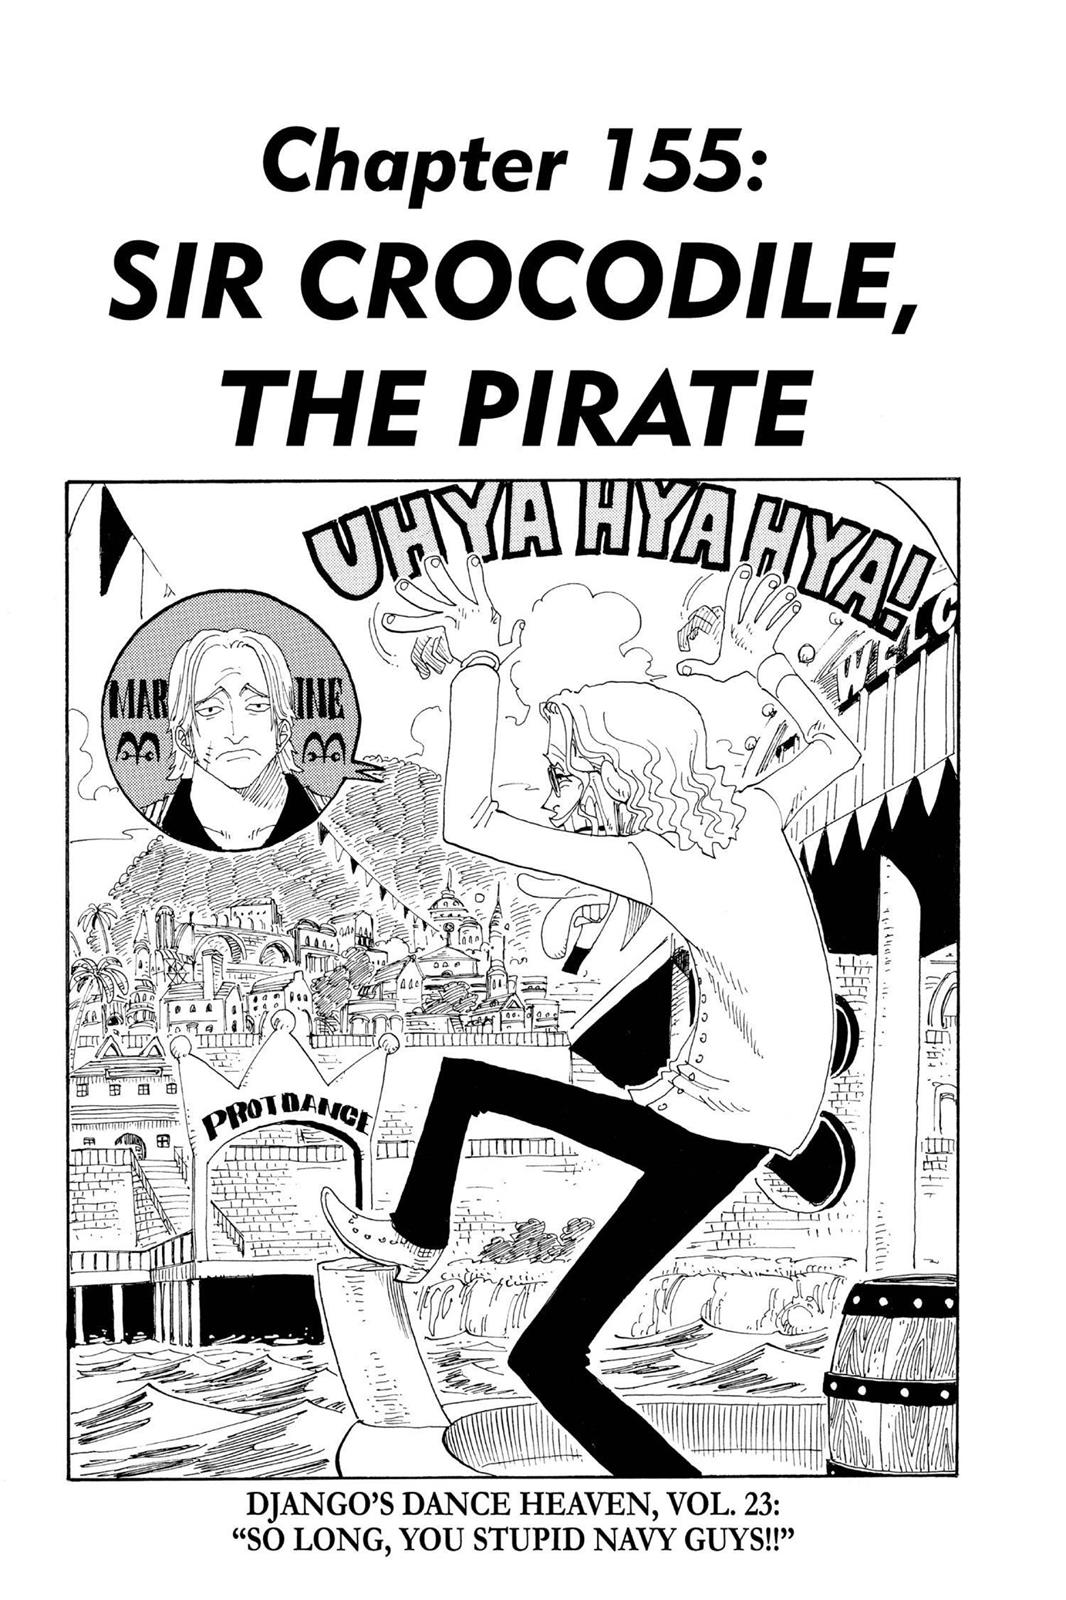 Chapter 155:
SIR CROCODILE,
THE PIRATE
UHYA HYA HYA!
WELC
MAR INE
PROTDANCE
DJANGO'S DANCE HEAVEN, VOL. 23:
“SO LONG, YOU STUPID NAVY GUYS!!”